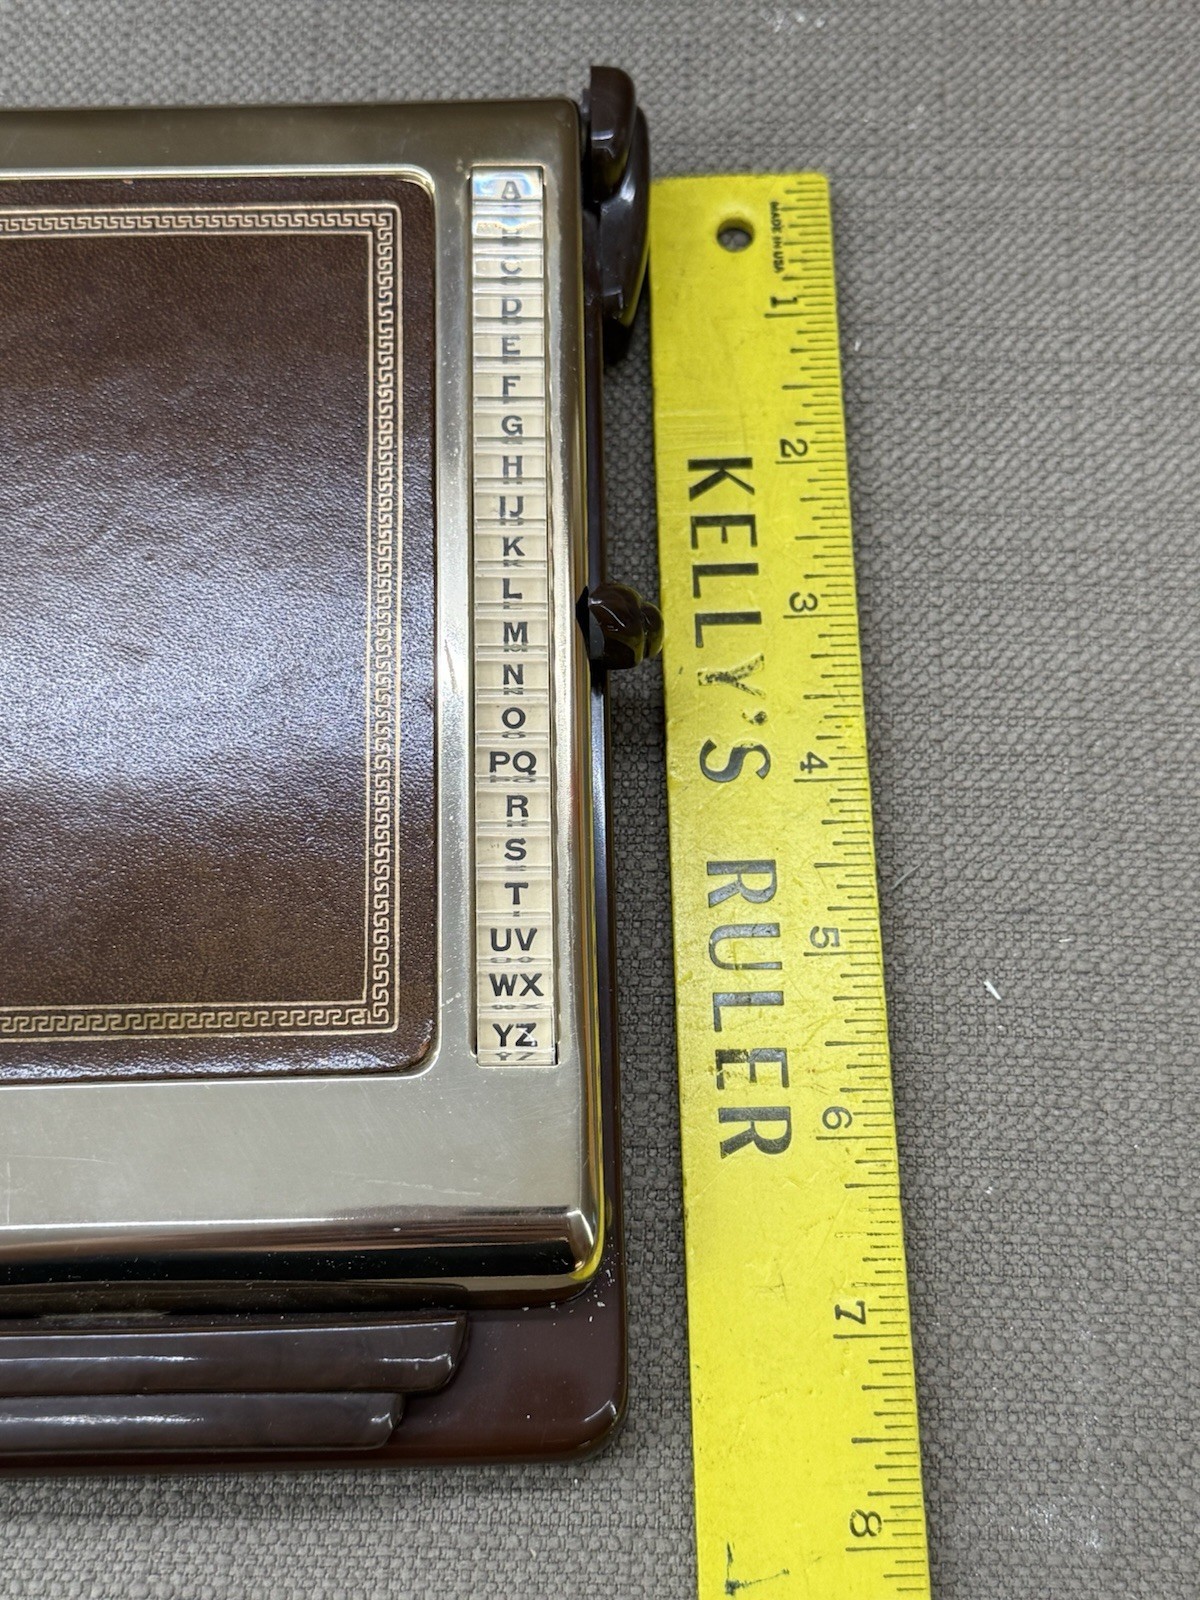 A
C
D
E
F
G
H
IJ
K
L
M
N
O
PQ
R
S
T
UV
WX
YZ
MADE IN USA
KELLY'S RULER
1
2
3
4
5
6
7
8